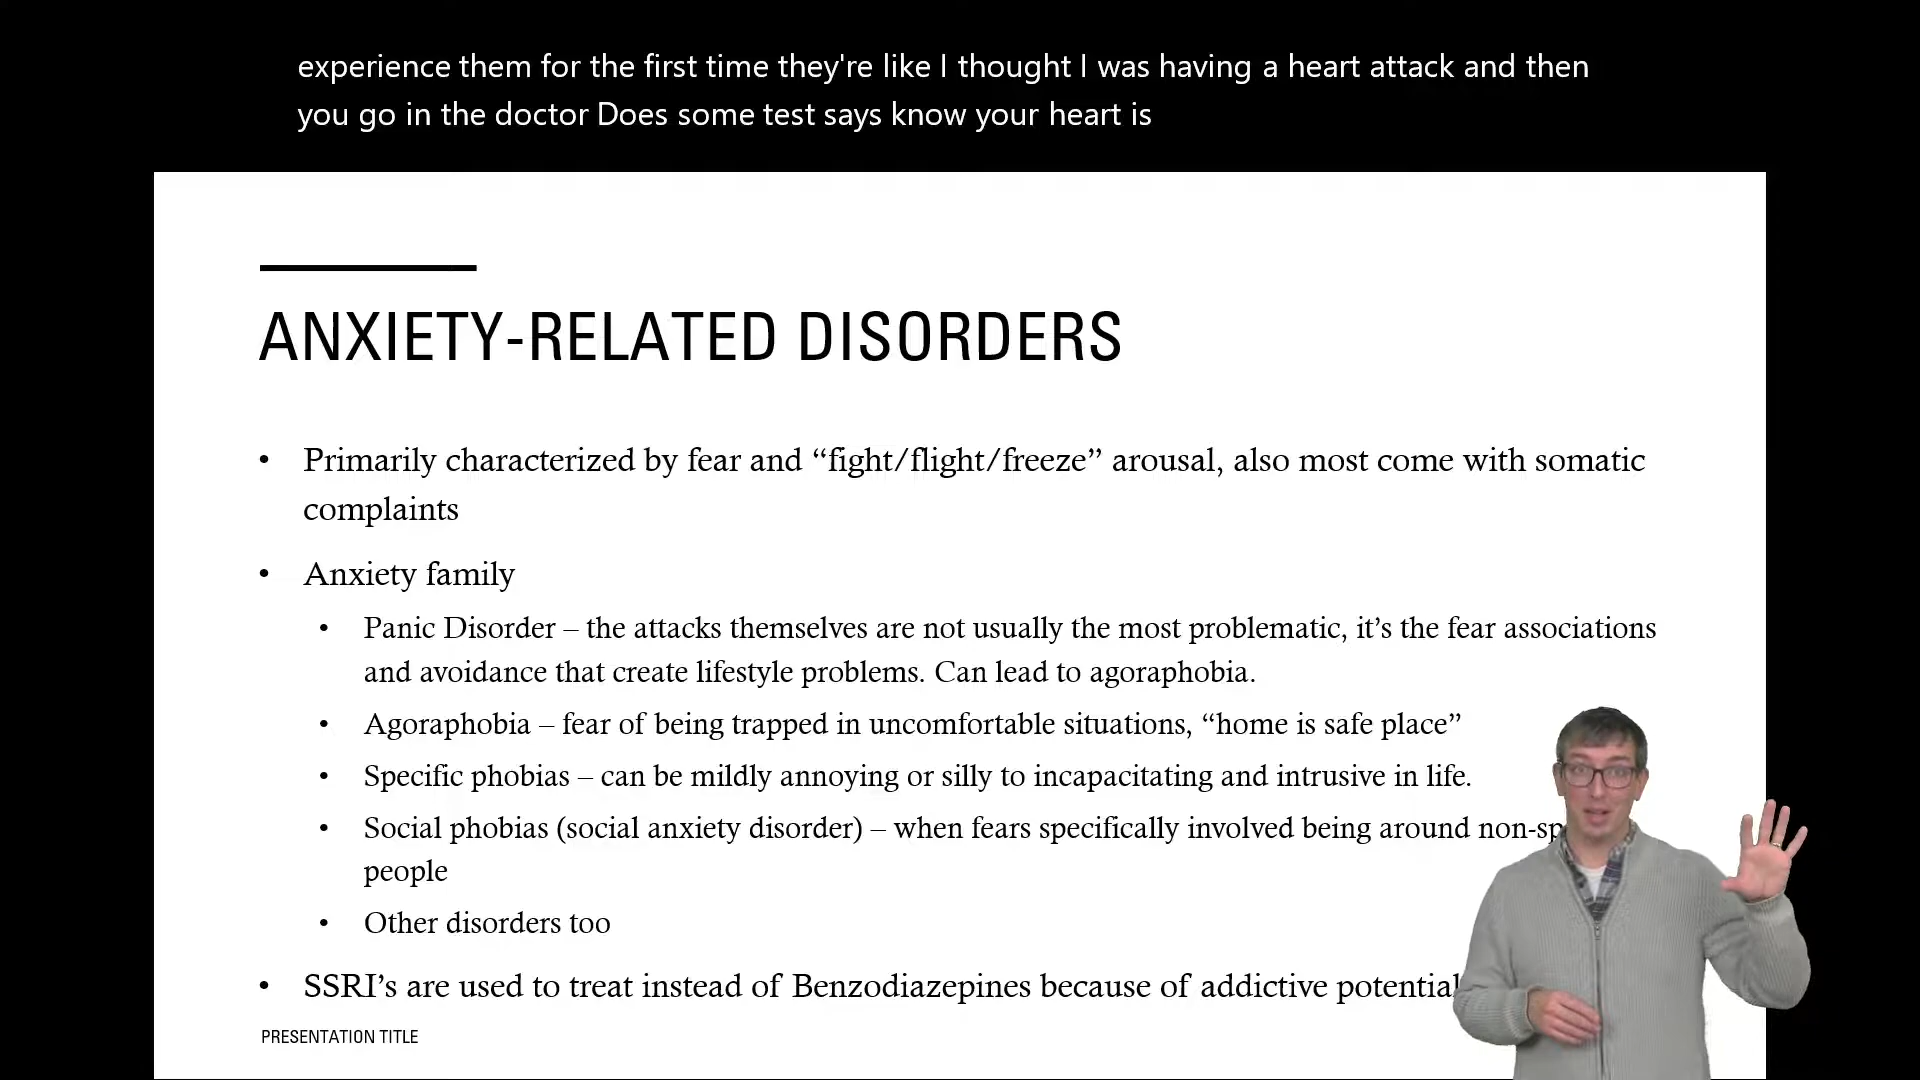 experience them for the first time they're like I thought I was having a heart attack and then
you go in the doctor Does some test says know your heart is
ANXIETY-RELATED DISORDERS
• Primarily characterized by fear and “fight/flight/freeze” arousal, also most come with somatic
complaints
• Anxiety family
• Panic Disorder – the attacks themselves are not usually the most problematic, it’s the fear associations
and avoidance that create lifestyle problems. Can lead to agoraphobia.
• Agoraphobia – fear of being trapped in uncomfortable situations, “home is safe place”
• Specific phobias – can be mildly annoying or silly to incapacitating and intrusive in life.
• Social phobias (social anxiety disorder) – when fears specifically involved being around
people
• Other disorders too
• SSRI’s are used to treat instead of Benzodiazepines because of addictive potential
PRESENTATION TITLE